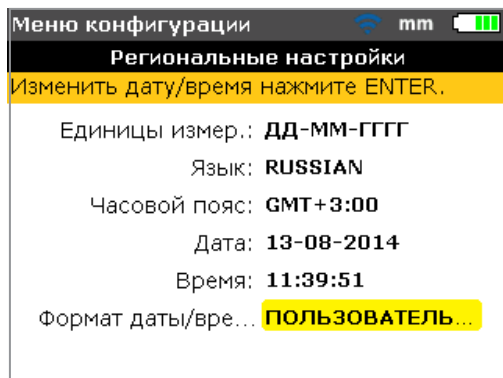 Меню конфигурации mm
Региональные настройки
Изменить дату/время нажмите ENTER.
Единицы измер.: ДД-ММ-ГГГГ
Язык: RUSSIAN
Часовой пояс: GMT+3:00
Дата: 13-08-2014
Время: 11:39:51
Формат даты/вре... ПОЛЬЗОВАТЕЛЬ...